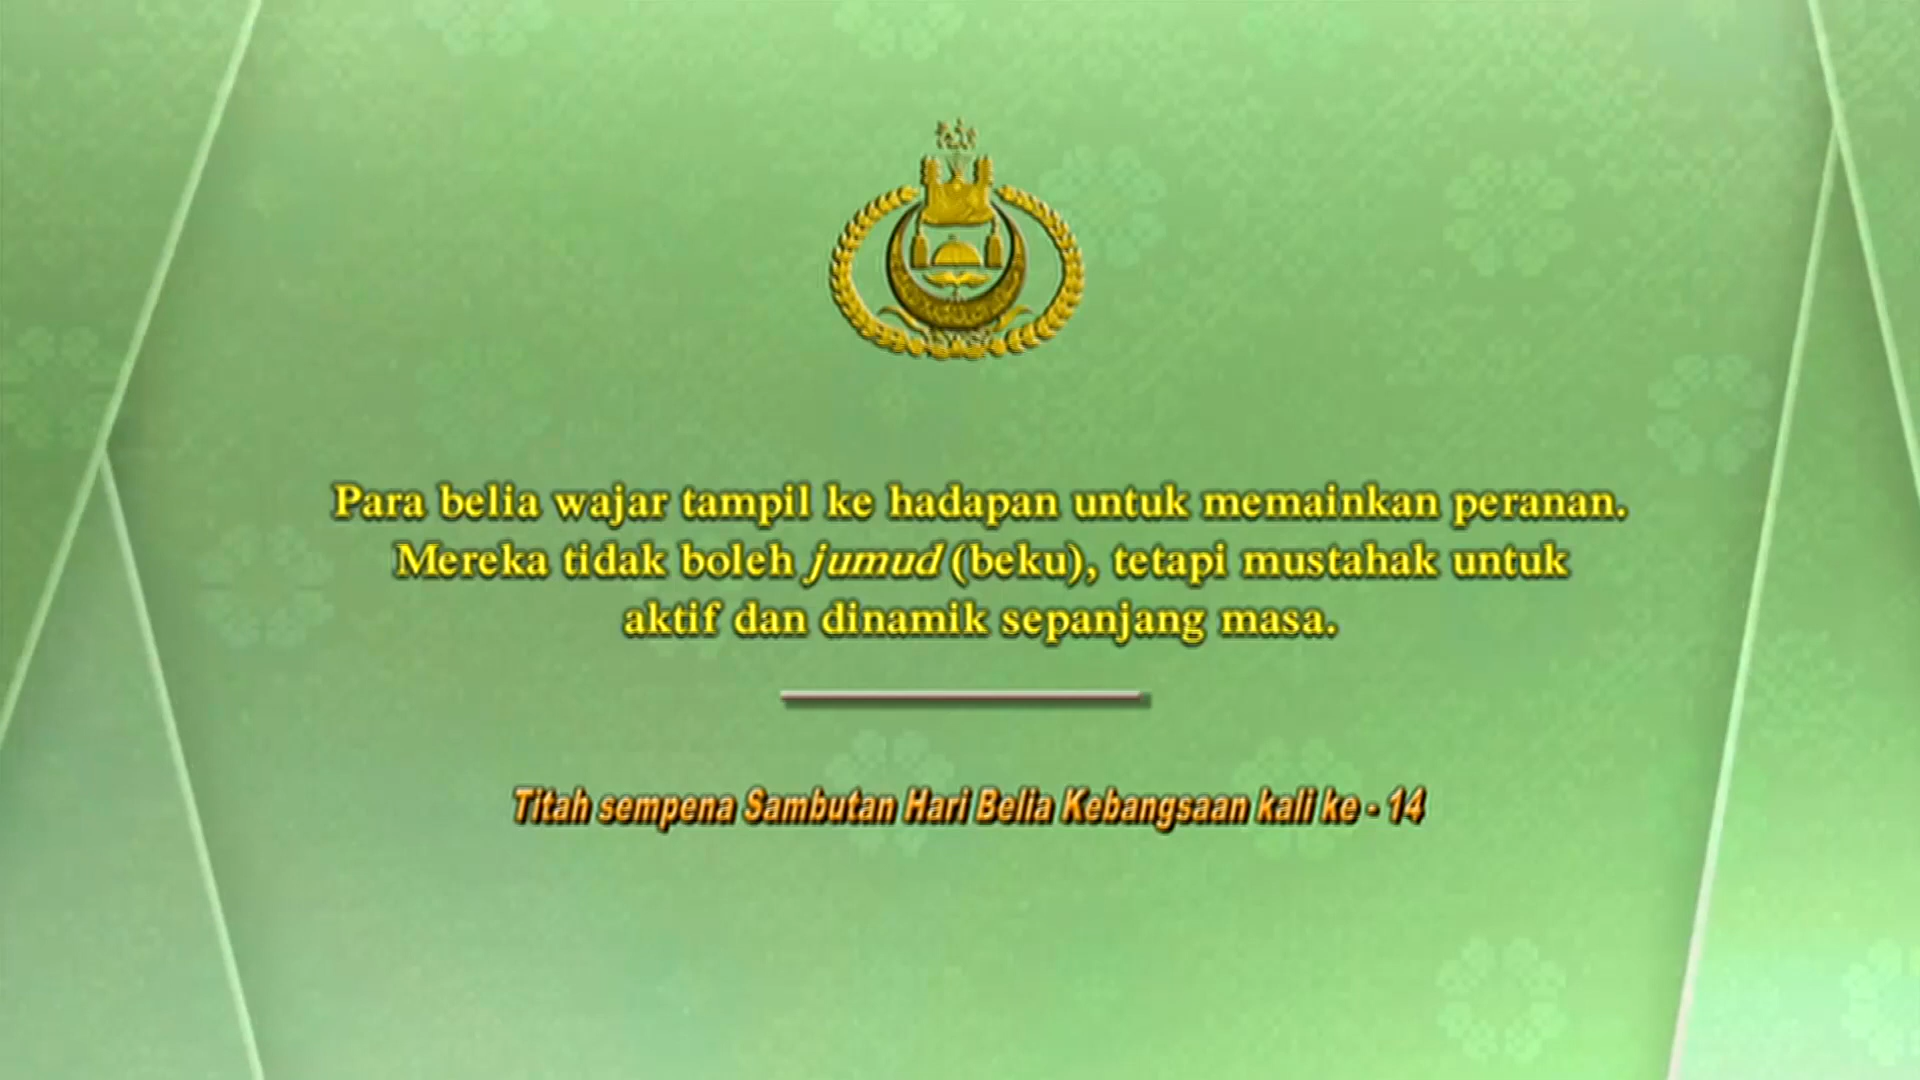 Para belia wajar tampil ke hadapan untuk memainkan peranan.
Mereka tidak boleh jumud (beku), tetapi mustahak untuk
aktif dan dinamik sepanjang masa.
Titah sempena Sambutan Hari Belia Kebangsaan kali ke - 14